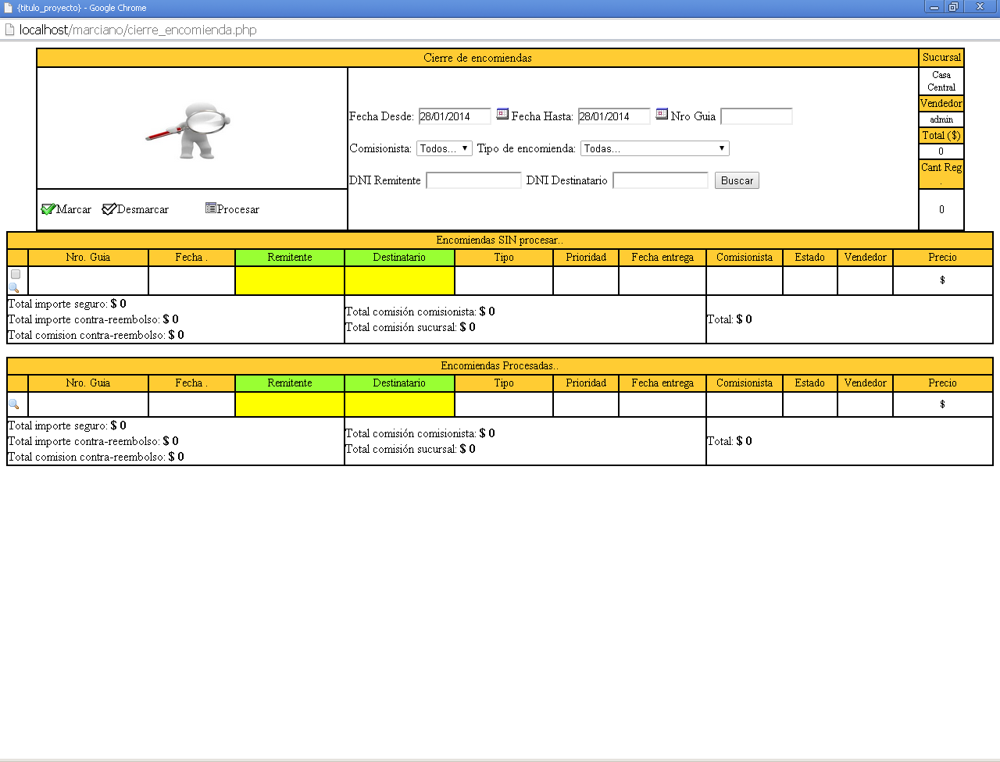 {titulo_proyecto} - Google Chrome
localhost/marciano/cierre_encomienda.php
Cierre de encomiendas
Sucursal
Casa
Central
Vendedor
admin
Total ($)
0
Cant Reg
.
0
Fecha Desde: 28/01/2014 Fecha Hasta: 28/01/2014 Nro Guia
Comisionista: Todos... Tipo de encomienda: Todas...
DNI Remitente DNI Destinatario Buscar
Marcar Desmarcar Procesar
Encomiendas SIN procesar..
Nro. Guia Fecha . Remitente Destinatario Tipo Prioridad Fecha entrega Comisionista Estado Vendedor Precio
$
Total importe seguro: $ 0
Total importe contra-reembolso: $ 0
Total comision contra-reembolso: $ 0
Total comisión comisionista: $ 0
Total comisión sucursal: $ 0
Total: $ 0
Encomiendas Procesadas..
Nro. Guia Fecha . Remitente Destinatario Tipo Prioridad Fecha entrega Comisionista Estado Vendedor Precio
$
Total importe seguro: $ 0
Total importe contra-reembolso: $ 0
Total comision contra-reembolso: $ 0
Total comisión comisionista: $ 0
Total comisión sucursal: $ 0
Total: $ 0